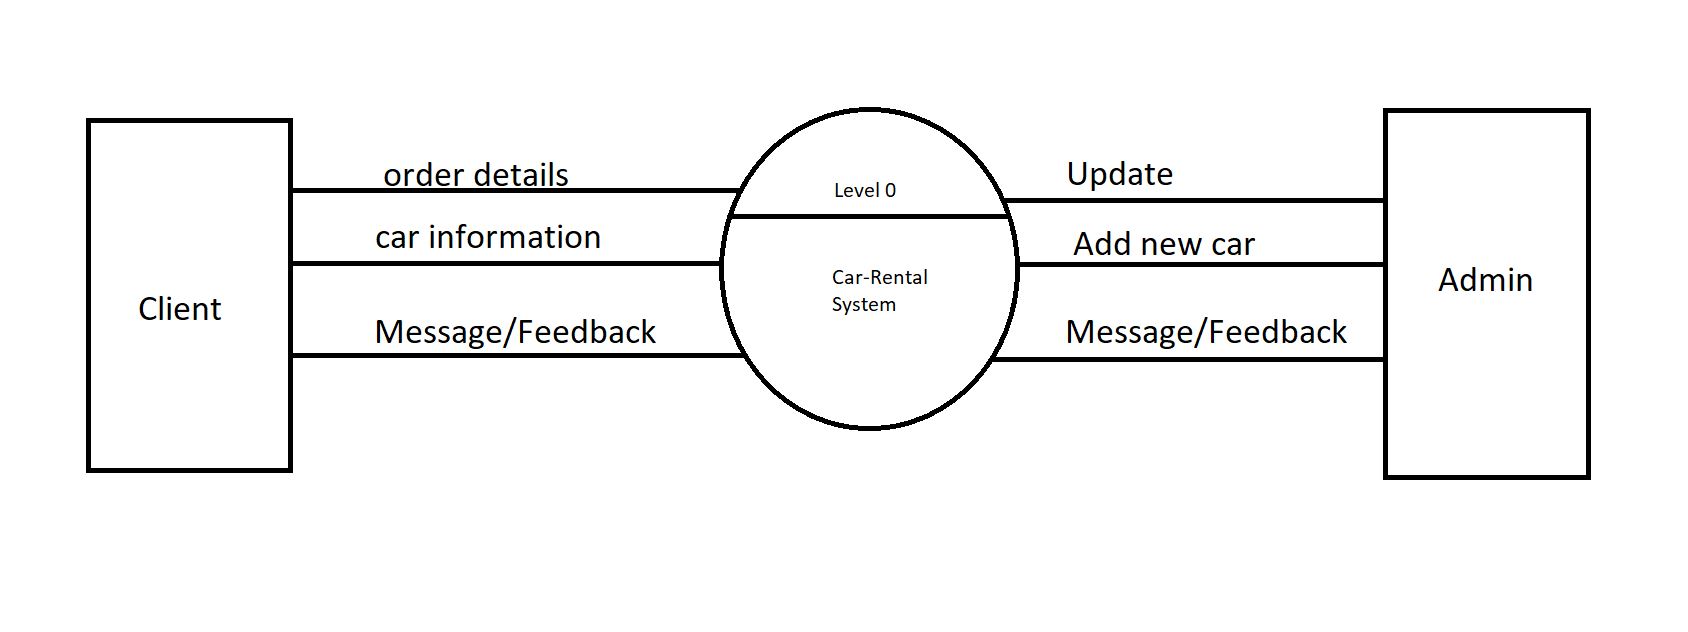 order details
car information
Client
Message/Feedback
Level 0
Car-Rental
System
Update
Add new car
Admin
Message/Feedback